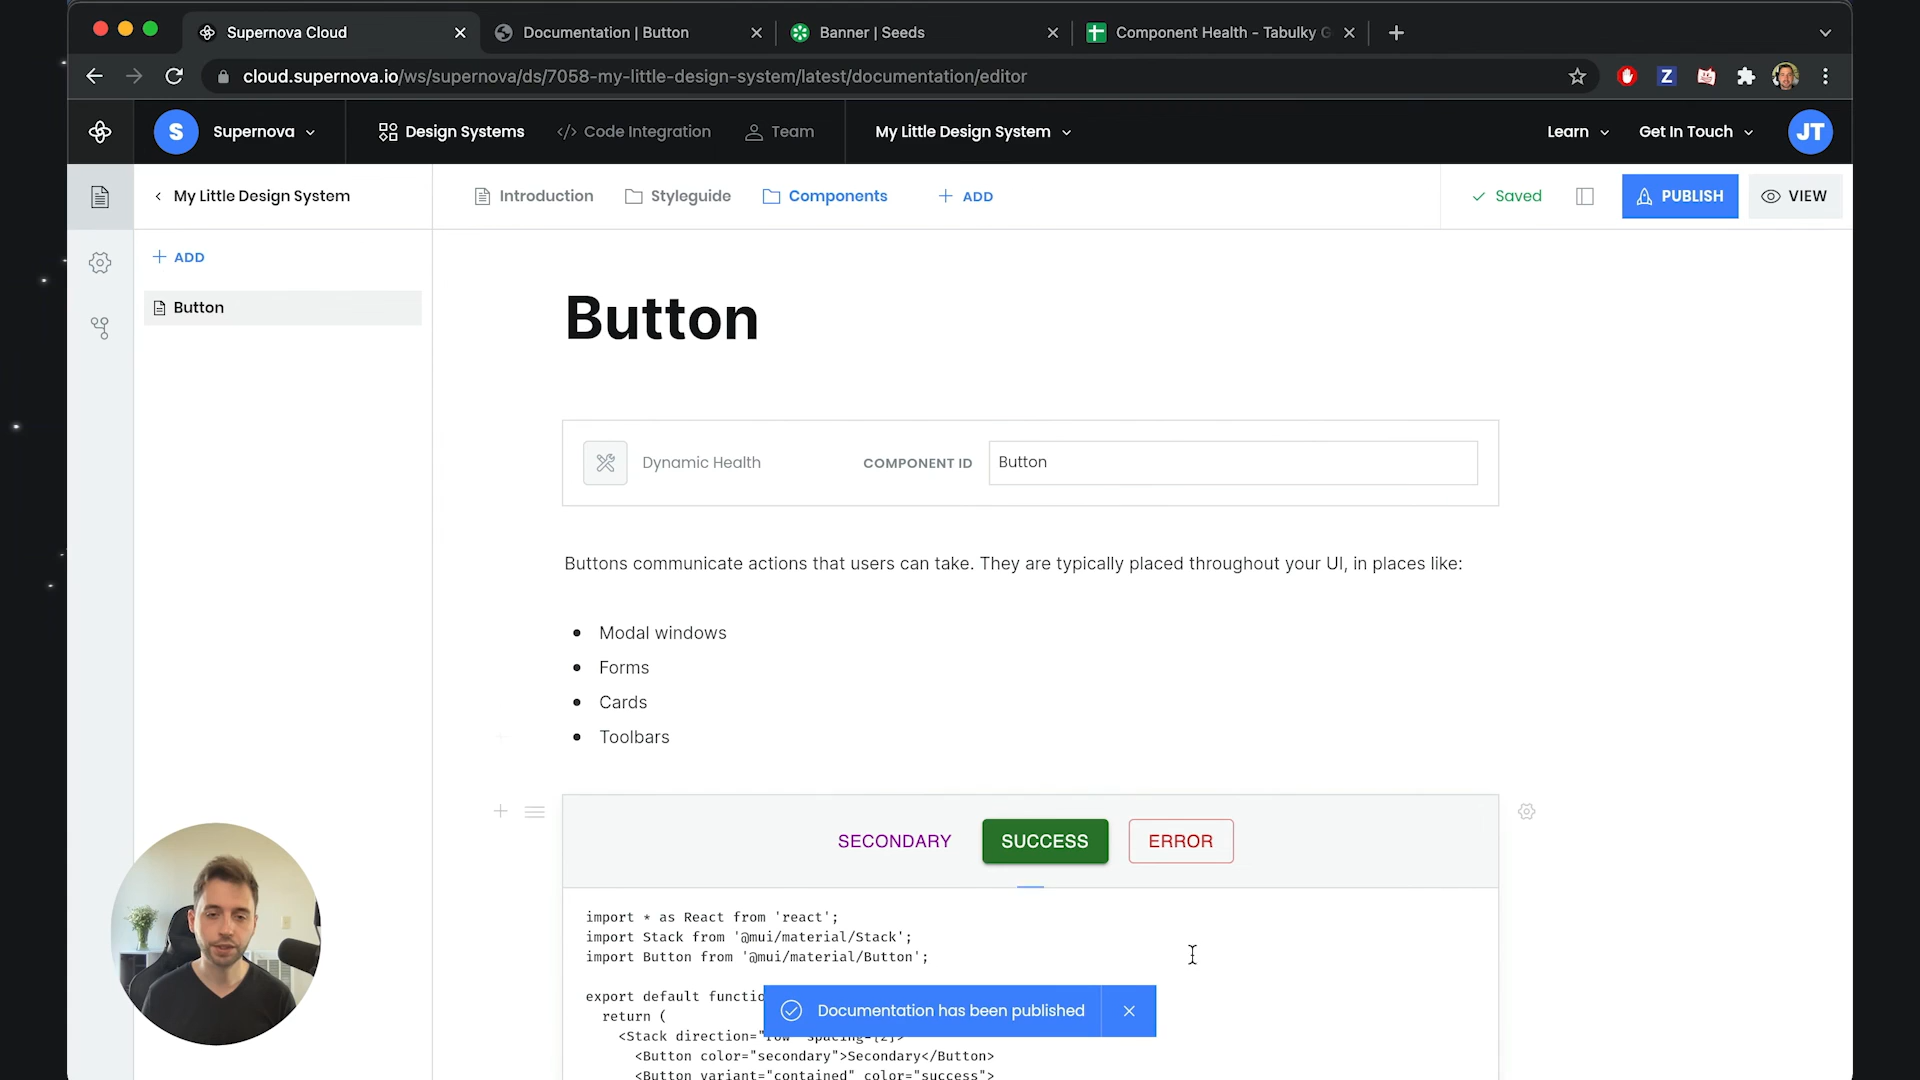 Supernova Cloud
Documentation | Button
Banner | Seeds
Component Health - Tabulky G
cloud.supernova.io/ws/supernova/ds/7058-my-little-design-system/latest/documentation/editor
Z
S
Supernova
Design Systems
</> Code Integration
Team
My Little Design System
Learn
Get In Touch
JT
My Little Design System
Introduction
Styleguide
Components
+ ADD
Saved
PUBLISH
VIEW
+ ADD
Button
Button
Dynamic Health
COMPONENT ID
Button
Buttons communicate actions that users can take. They are typically placed throughout your UI, in places like:
• Modal windows
• Forms
• Cards
• Toolbars
SECONDARY
SUCCESS
ERROR
import * as React from 'react';
import Stack from '@mui/material/Stack';
import Button from '@mui/material/Button';
export default functio
return (
<Stack direction="row" spacing={2}>
<Button color="secondary">Secondary</Button>
<Button variant="contained" color="success">
Documentation has been published